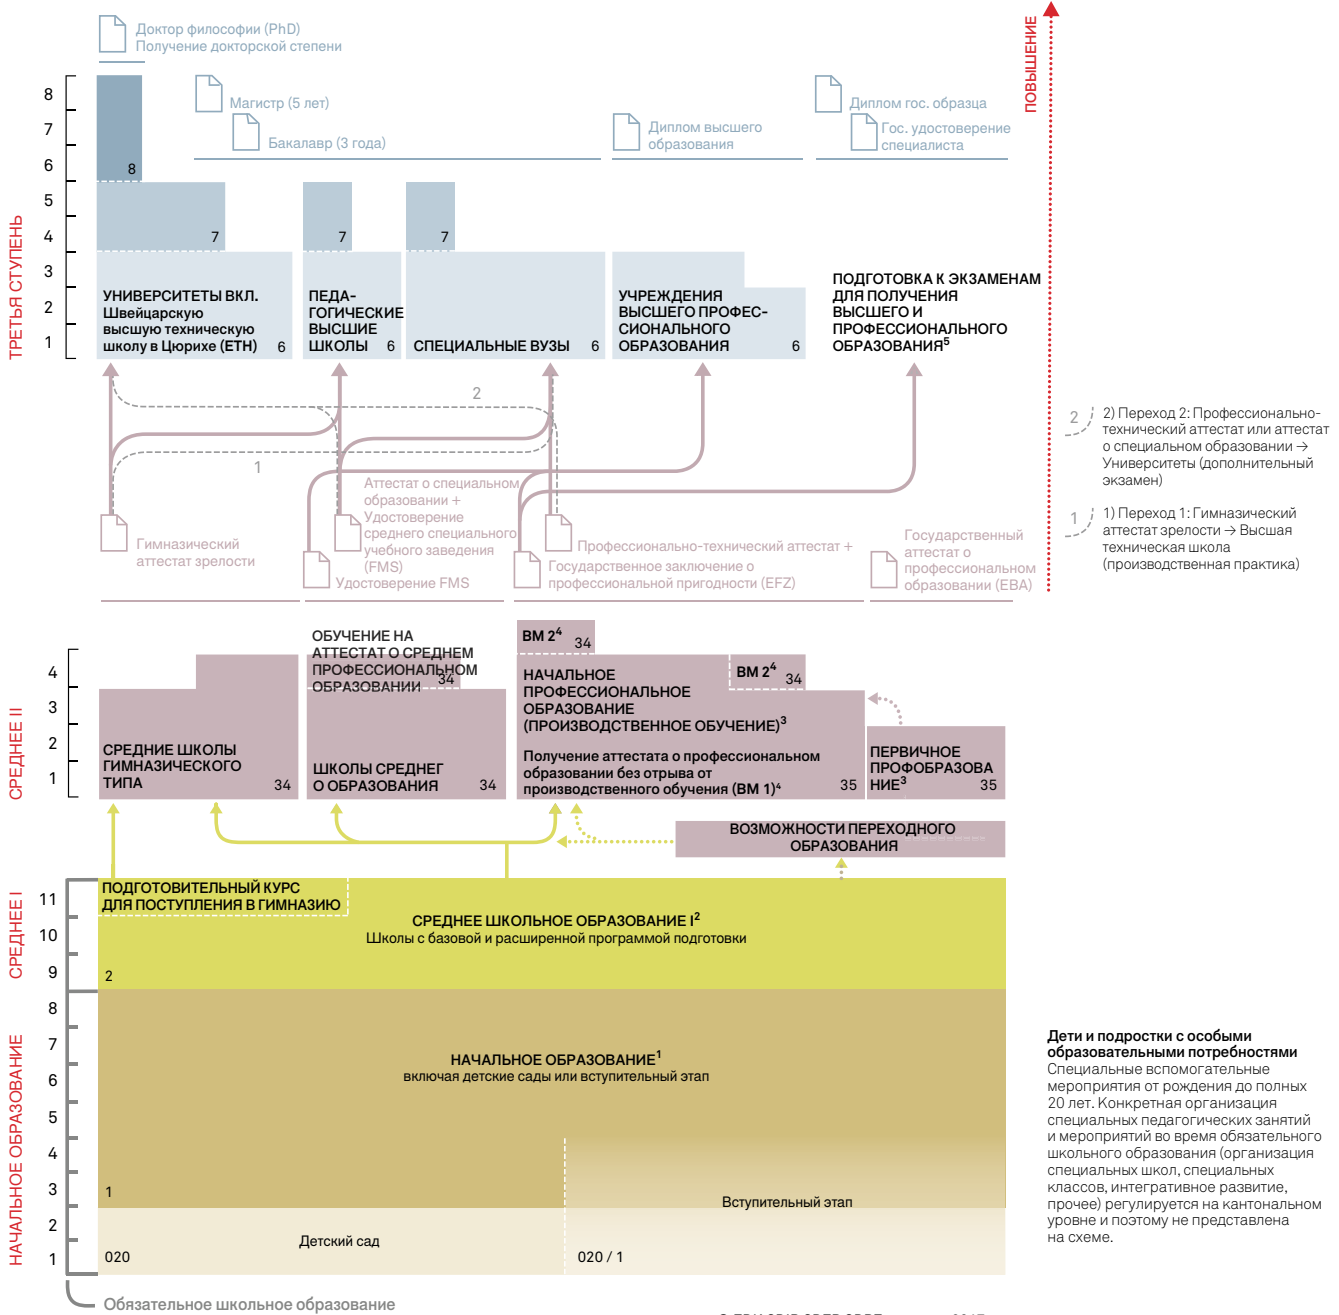 Доктор философии (PhD)
Получение докторской степени
ПОВЫШЕНИЕ
Магистр (5 лет)
Бакалавр (3 года)
Диплом высшего
образования
Диплом гос. образца
Гос. удостоверение
специалиста
ТРЕТЬЯ СТУПЕНЬ
8
7
6
5
4
3
2
1
8
7
7
7
УНИВЕРСИТЕТЫ ВКЛ.
Швейцарскую
высшую техническую
школу в Цюрихе (ETH) 6
ПЕДА-
ГОГИЧЕСКИЕ
ВЫСШИЕ
ШКОЛЫ 6
СПЕЦИАЛЬНЫЕ ВУЗЫ 6
УЧРЕЖДЕНИЯ
ВЫСШЕГО ПРОФЕС-
СИОНАЛЬНОГО
ОБРАЗОВАНИЯ 6
ПОДГОТОВКА К ЭКЗАМЕНАМ
ДЛЯ ПОЛУЧЕНИЯ
ВЫСШЕГО И
ПРОФЕССИОНАЛЬНОГО
ОБРАЗОВАНИЯ5
2
1
2
2) Переход 2: Профессионально-
технический аттестат или аттестат
о специальном образовании →
Университеты (дополнительный
экзамен)
1
1) Переход 1: Гимназический
аттестат зрелости → Высшая
техническая школа
(производственная практика)
Гимназический
аттестат зрелости
Аттестат о специальном
образовании +
Удостоверение
среднего специального
учебного заведения
(FMS)
Удостоверение FMS
Профессионально-технический аттестат +
Государственное заключение о
профессиональной пригодности (EFZ)
Государственный
аттестат о
профессиональном
образовании (EBA)
СРЕДНЕЕ II
4
3
2
1
СРЕДНИЕ ШКОЛЫ
ГИМНАЗИЧЕСКОГО
ТИПА 34
ОБУЧЕНИЕ НА
АТТЕСТАТ О СРЕДНЕМ
ПРОФЕССИОНАЛЬНОМ
ОБРАЗОВАНИИ 34
ШКОЛЫ СРЕДНЕГ
О ОБРАЗОВАНИЯ 34
BM 24 34
НАЧАЛЬНОЕ
ПРОФЕССИОНАЛЬНОЕ
ОБРАЗОВАНИЕ
(ПРОИЗВОДСТВЕННОЕ ОБУЧЕНИЕ)3
BM 24 34
Получение аттестата о профессиональном
образовании без отрыва от
производственного обучения (BM 1)4 35
ПЕРВИЧНОЕ
ПРОФОБРАЗОВА
НИЕ3 35
ВОЗМОЖНОСТИ ПЕРЕХОДНОГО
ОБРАЗОВАНИЯ
СРЕДНЕЕ I
11
10
9
ПОДГОТОВИТЕЛЬНЫЙ КУРС
ДЛЯ ПОСТУПЛЕНИЯ В ГИМНАЗИЮ
СРЕДНЕЕ ШКОЛЬНОЕ ОБРАЗОВАНИЕ I2
Школы с базовой и расширенной программой подготовки
2
НАЧАЛЬНОЕ ОБРАЗОВАНИЕ
8
7
6
5
4
3
2
1
НАЧАЛЬНОЕ ОБРАЗОВАНИЕ1
включая детские сады или вступительный этап
1
Вступительный этап
Детский сад
020
020 / 1
Обязательное школьное образование
Дети и подростки с особыми
образовательными потребностями
Специальные вспомогательные
мероприятия от рождения до полных
20 лет. Конкретная организация
специальных педагогических занятий
и мероприятий во время обязательного
школьного образования (организация
специальных школ, специальных
классов, интегративное развитие,
прочее) регулируется на кантональном
уровне и поэтому не представлена
на схеме.